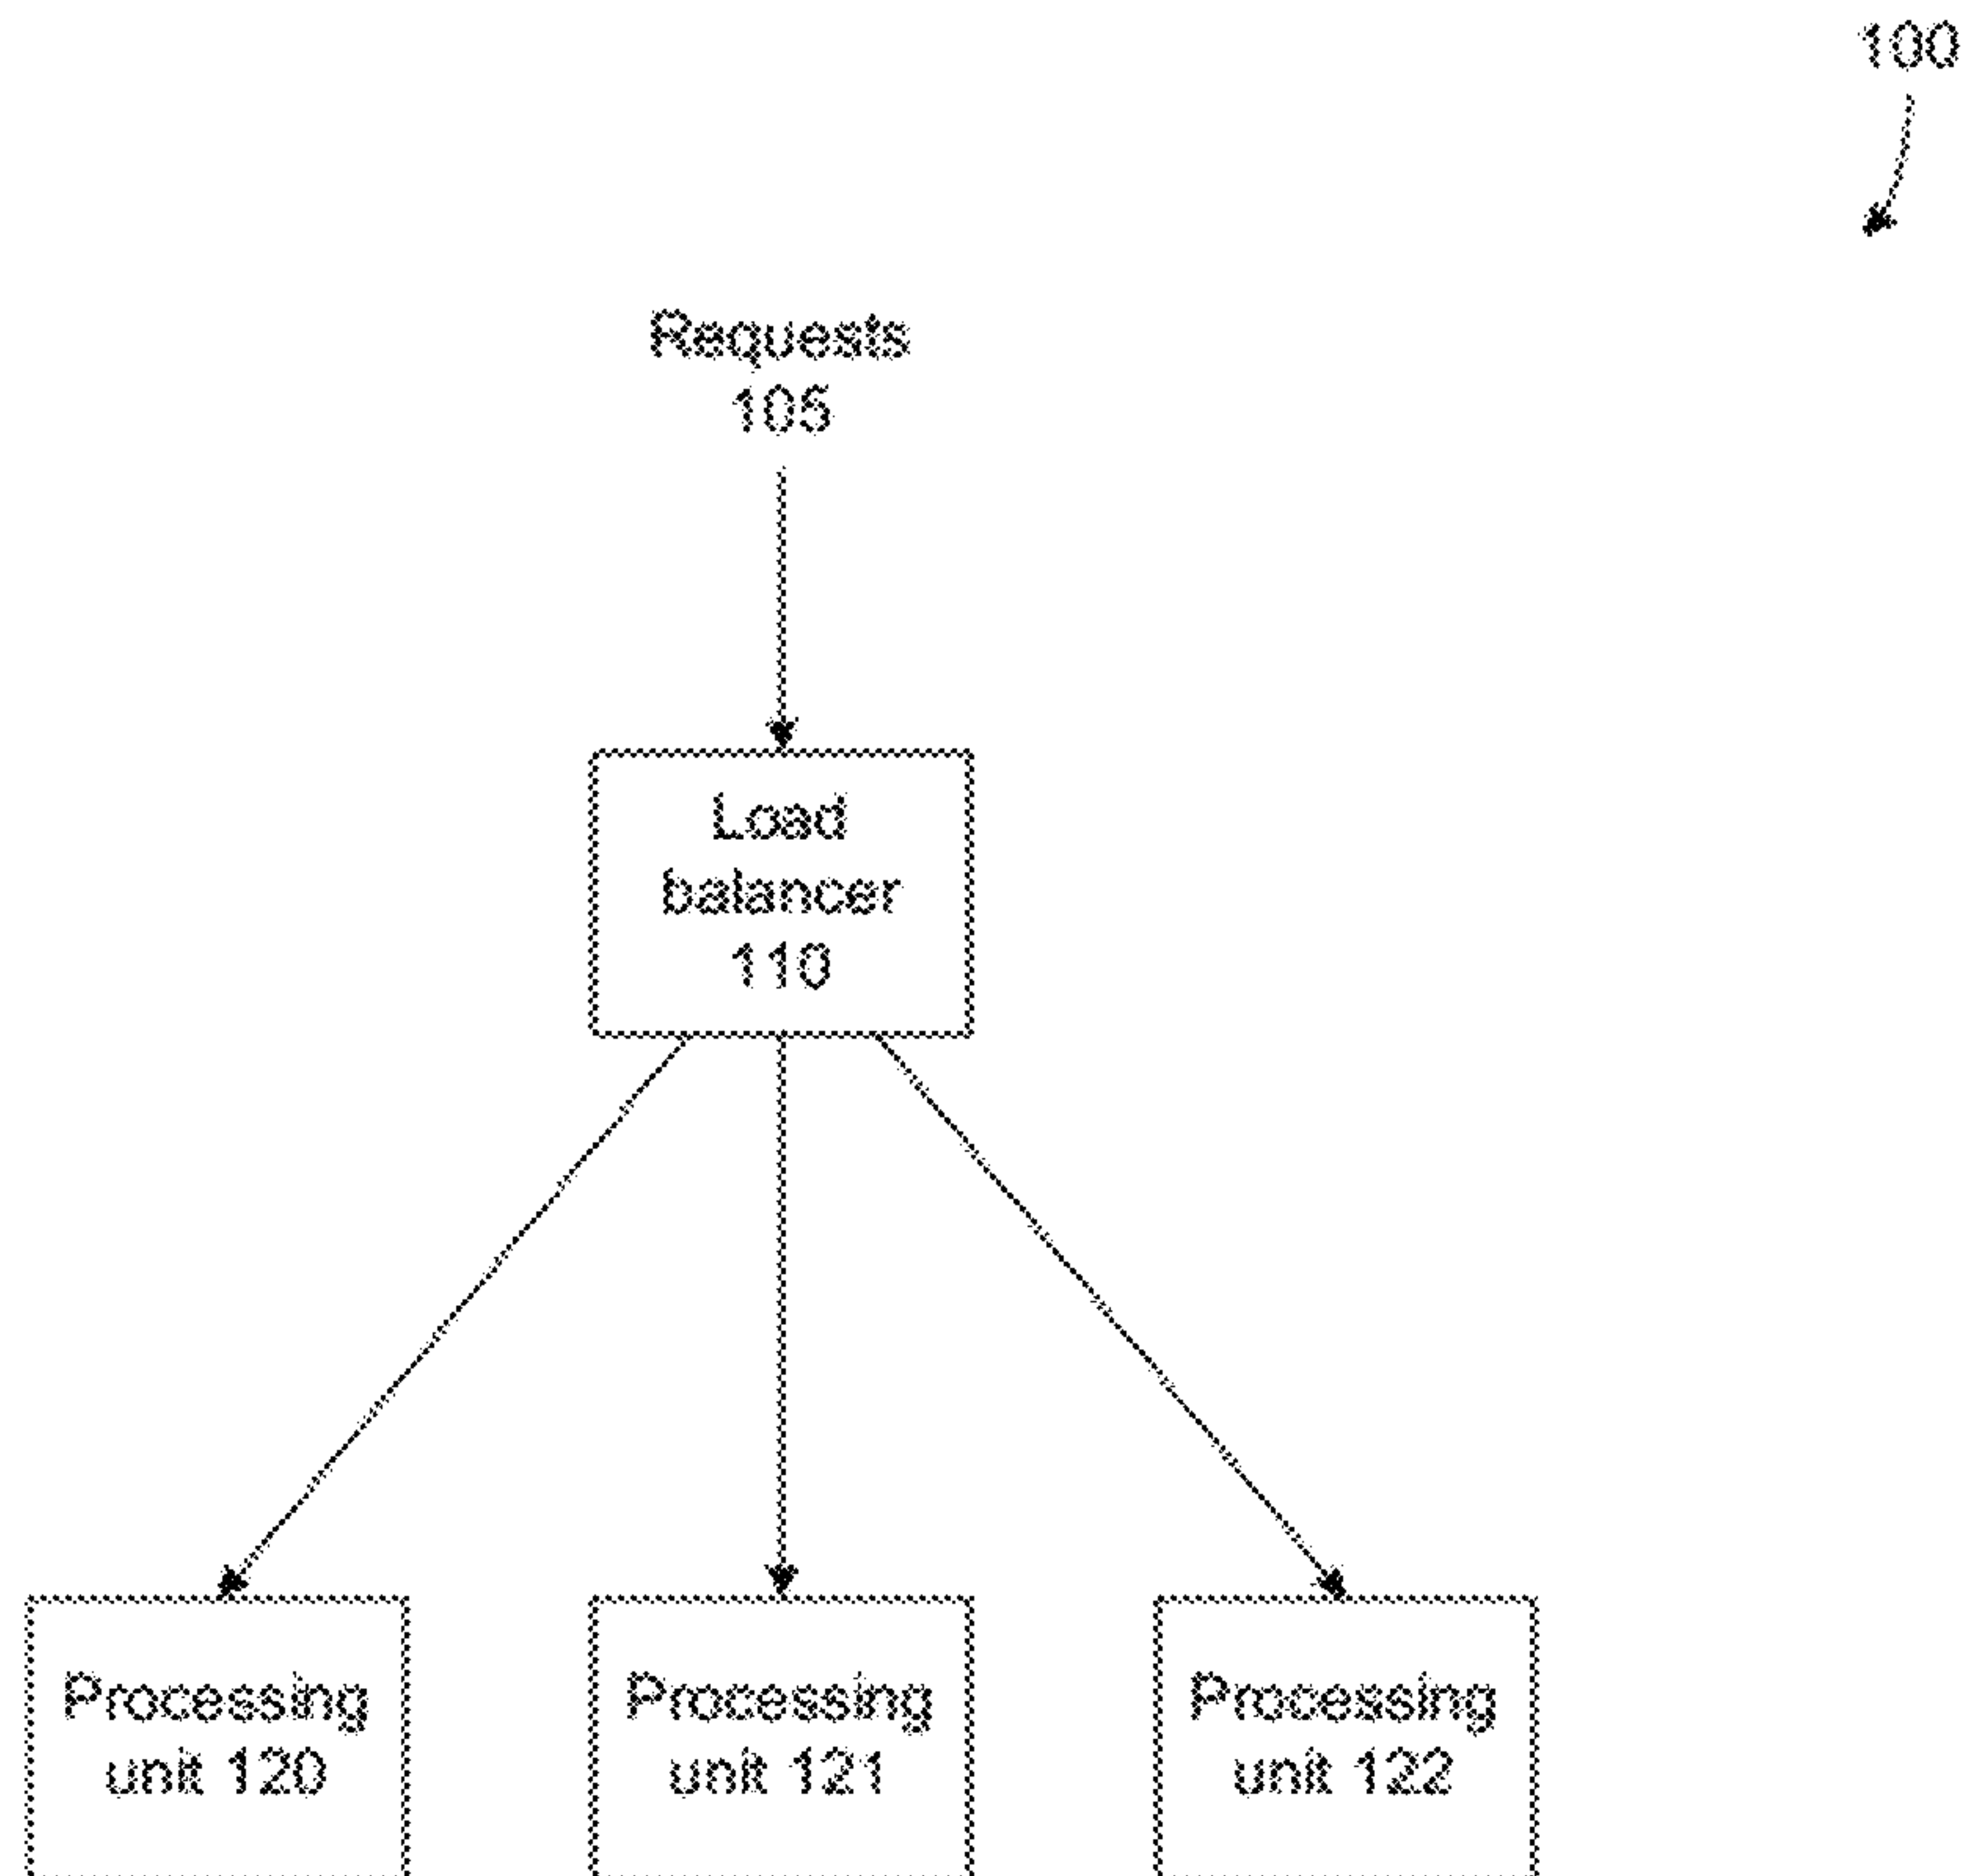 100
Requests
105
Load
balancer
110
Processing
unit 120
Processing
unit 121
Processing
unit 122